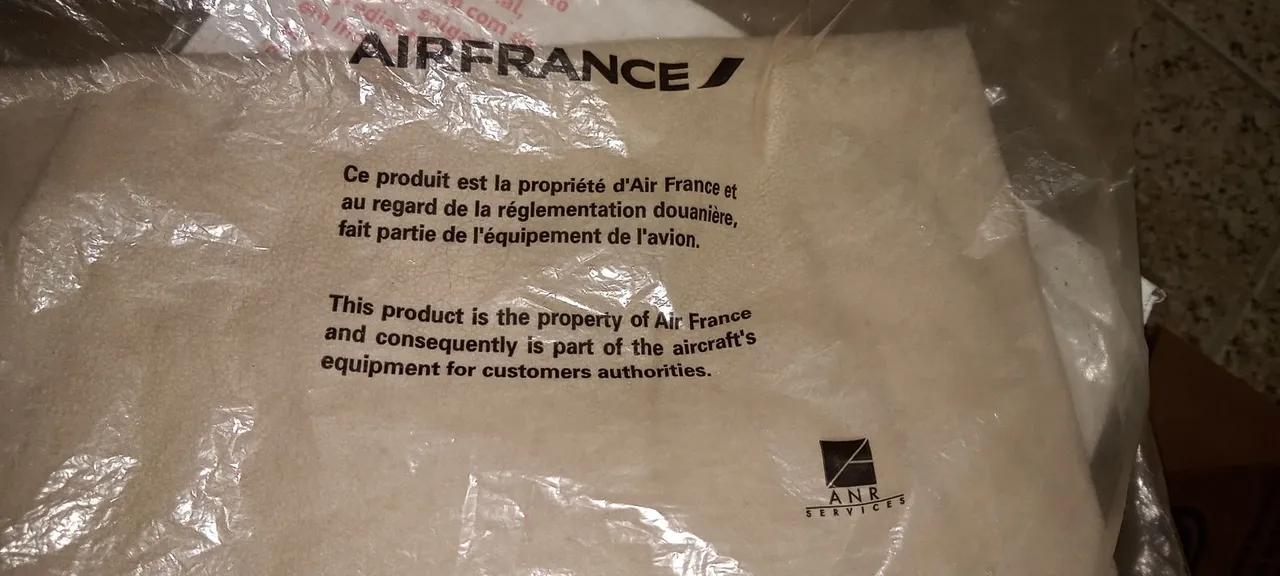 AIRFRANCE
Ce produit est la propriété d'Air France et
au regard de la réglementation douanière,
fait partie de l'équipement de l'avion.
This product is the property of Air France
and consequently is part of the aircraft's
equipment for customers authorities.
ANR
SERVICES